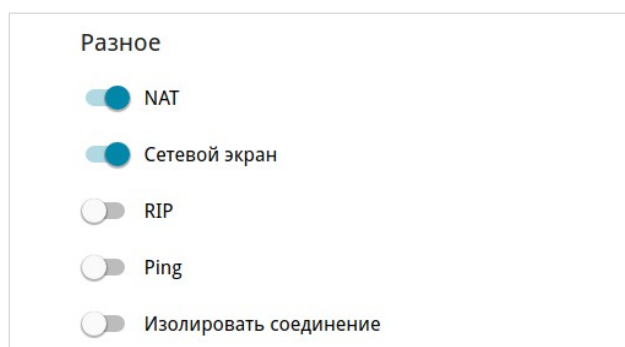 Разное
NAT
Сетевой экран
RIP
Ping
Изолировать соединение